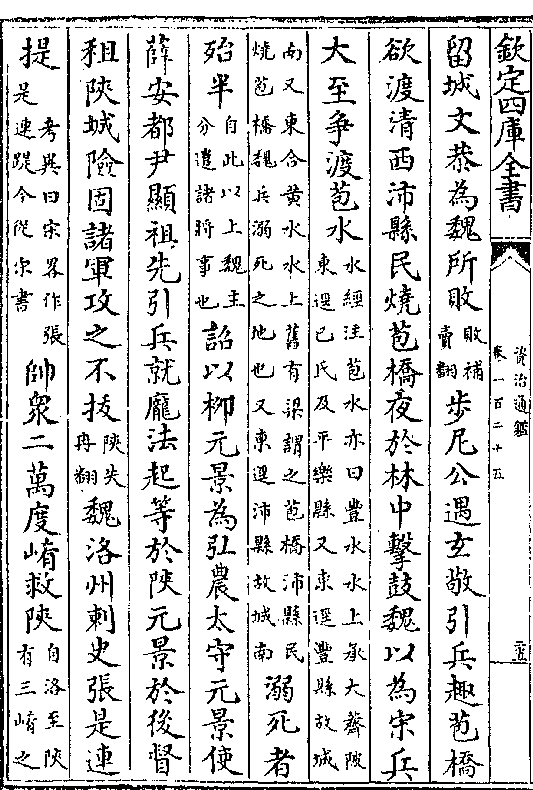 欽定四庫全書
資治通鑑
卷一百二十五
留城文恭為魏所敗敗補賣翻步尼公遇玄敬引兵趣苞橋
欲渡清西沛縣民燒苞橋夜於林中擊鼓魏以為宋兵
大至爭渡苞水水經注苞水亦曰豐水水上承大薺陂東逕已氏及平樂縣又東逕豐縣故城
南又東合黄水水上舊有梁謂之苞橋沛縣民燒苞橋魏兵溺死之地也又東逕沛縣故城南溺死者
殆半自此以上魏主分遣諸將事也詔以栁元景為弘農太守元景使
薛安都尹顯祖先引兵就龎法起等於陜元景於後督
租陜城險固諸軍攻之不拔陜失冉翻魏洛州刺史張是連
提考異曰宋畧作張是連踶今從宋書帥衆二萬度崤救陜自洛至陜有三崤之